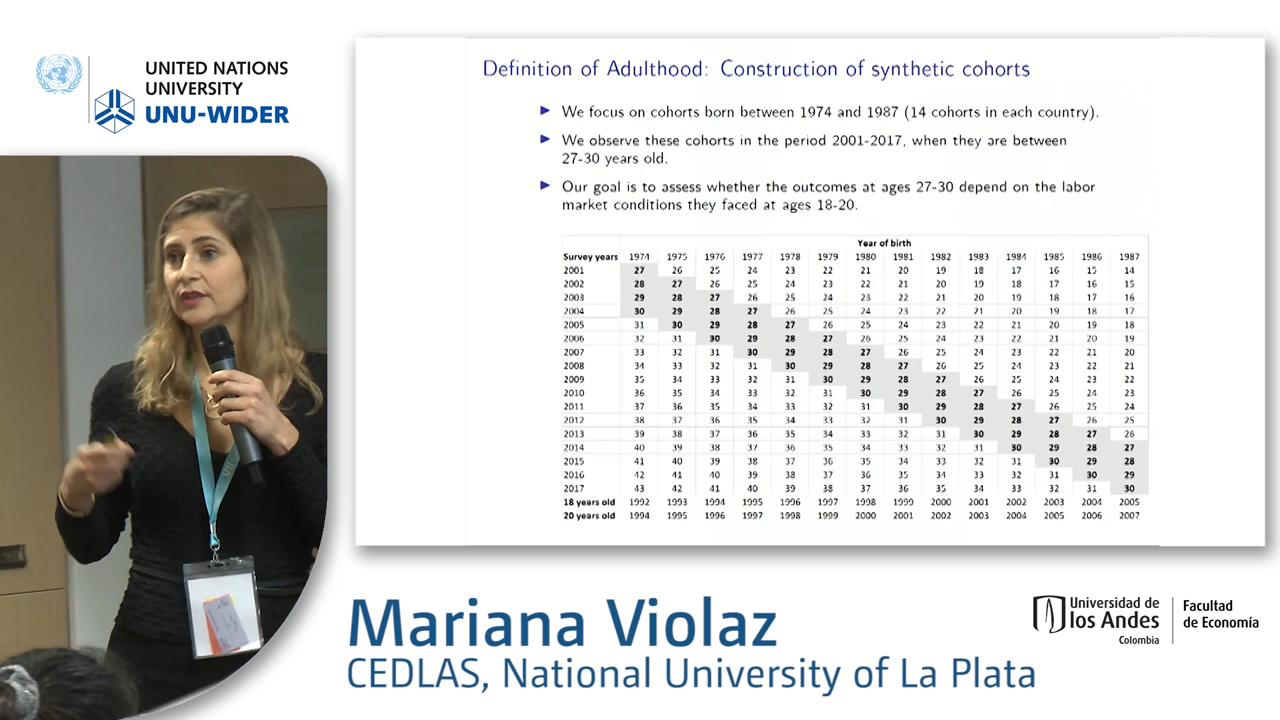 UNITED NATIONS
UNIVERSITY
UNU-WIDER
Definition of Adulthood: Construction of synthetic cohorts
We focus on cohorts born between 1974 and 1987 (14 cohorts in each country).
We observe these cohorts in the period 2001-2017, when they are between
27-30 years old.
Our goal is to assess whether the outcomes at ages 27-30 depend on the labor
market conditions they faced at ages 18-20.
Year of birth
Survey years 1974 1975 1976 1977 1978 1979 1980 1981 1982 1983 1984 1985 1986 1987
2001 27 26 25 24 23 22 21 20 19 18 17 16 15 14
2002 28 27 26 25 24 23 22 21 20 19 18 17 16 15
2003 29 28 27 26 25 24 23 22 21 20 19 18 17 16
2004 30 29 28 27 26 25 24 23 22 21 20 19 18 17
2005 31 30 29 28 27 26 25 24 23 22 21 20 19 18
2006 32 31 30 29 28 27 26 25 24 23 22 21 20 19
2007 33 32 31 30 29 28 27 26 25 24 23 22 21 20
2008 34 33 32 31 30 29 28 27 26 25 24 23 22 21
2009 35 34 33 32 31 30 29 28 27 26 25 24 23 22
2010 36 35 34 33 32 31 30 29 28 27 26 25 24 23
2011 37 36 35 34 33 32 31 30 29 28 27 26 25 24
2012 38 37 36 35 34 33 32 31 30 29 28 27 26 25
2013 39 38 37 36 35 34 33 32 31 30 29 28 27 26
2014 40 39 38 37 36 35 34 33 32 31 30 29 28 27
2015 41 40 39 38 37 36 35 34 33 32 31 30 29 28
2016 42 41 40 39 38 37 36 35 34 33 32 31 30 29
2017 43 42 41 40 39 38 37 36 35 34 33 32 31 30
18 years old 1992 1993 1994 1995 1996 1997 1998 1999 2000 2001 2002 2003 2004 2005
20 years old 1994 1995 1996 1997 1998 1999 2000 2001 2002 2003 2004 2005 2006 2007
Mariana Violaz
CEDLAS, National University of La Plata
Universidad de
los Andes
Colombia
Facultad
de Economía